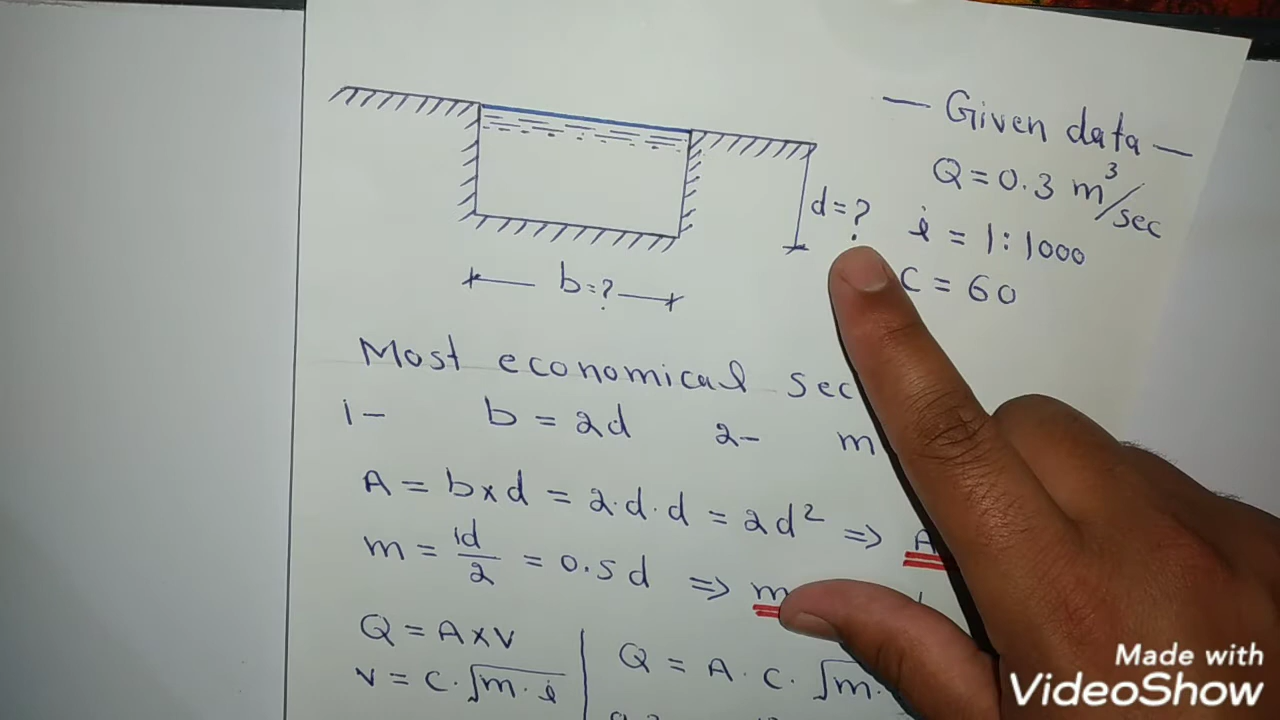 — Given data —
Q = 0.3 m³/sec
d = ?
i = 1:1000
C = 60
b = ?
Most economical sec
1- b = 2d 2- m
A = b×d = 2·d·d = 2d² ⇒ A
m = 1d/2 = 0.5d ⇒ m
Q = A×V
Q = A · C · √m·
V = C · √m · i
Made with
VideoShow